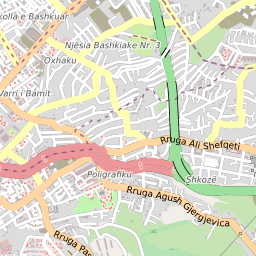 kolla e Bashkuar
Njësia Bashkiake Nr. 3
Oxhaku
Varri i Bamit
Rruga Ali Shefqeti
Poligrafiku
Shkozë
Rruga Agush Gjergjevica
Rruga Pa